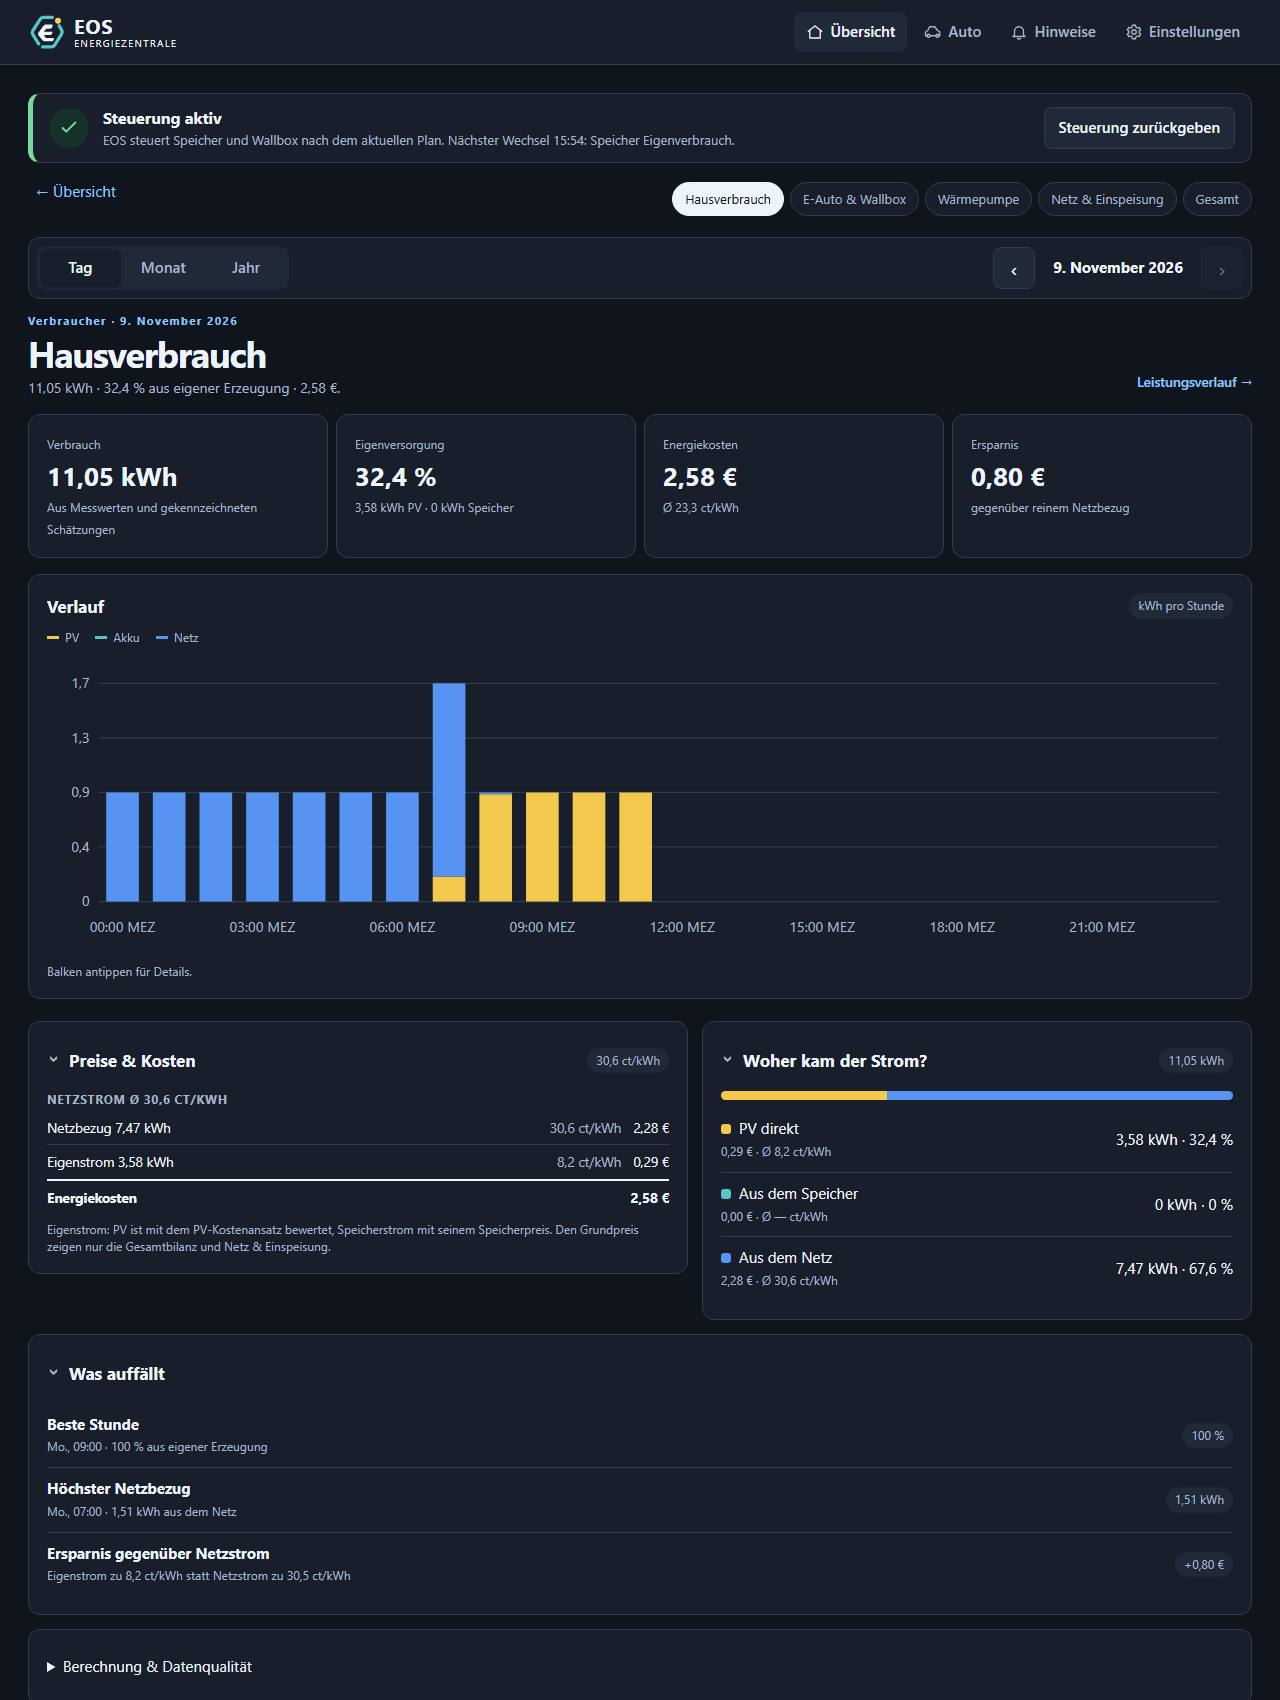 EOS
ENERGIEZENTRALE
Übersicht
Auto
Hinweise
Einstellungen
Steuerung aktiv
EOS steuert Speicher und Wallbox nach dem aktuellen Plan. Nächster Wechsel 15:54: Speicher Eigenverbrauch.
Steuerung zurückgeben
← Übersicht
Hausverbrauch
E-Auto & Wallbox
Wärmepumpe
Netz & Einspeisung
Gesamt
Tag
Monat
Jahr
‹
9. November 2026
›
Verbraucher · 9. November 2026
Hausverbrauch
11,05 kWh · 32,4 % aus eigener Erzeugung · 2,58 €.
Leistungsverlauf →
Verbrauch
11,05 kWh
Aus Messwerten und gekennzeichneten
Schätzungen
Eigenversorgung
32,4 %
3,58 kWh PV · 0 kWh Speicher
Energiekosten
2,58 €
Ø 23,3 ct/kWh
Ersparnis
0,80 €
gegenüber reinem Netzbezug
Verlauf
kWh pro Stunde
PV
Akku
Netz
1,7
1,3
0,9
0,4
0
00:00 MEZ
03:00 MEZ
06:00 MEZ
09:00 MEZ
12:00 MEZ
15:00 MEZ
18:00 MEZ
21:00 MEZ
Balken antippen für Details.
Preise & Kosten
30,6 ct/kWh
NETZSTROM Ø 30,6 CT/KWH
Netzbezug 7,47 kWh 30,6 ct/kWh 2,28 €
Eigenstrom 3,58 kWh 8,2 ct/kWh 0,29 €
Energiekosten 2,58 €
Eigenstrom: PV ist mit dem PV-Kostenansatz bewertet, Speicherstrom mit seinem Speicherpreis. Den Grundpreis
zeigen nur die Gesamtbilanz und Netz & Einspeisung.
Woher kam der Strom?
11,05 kWh
PV direkt
0,29 € · Ø 8,2 ct/kWh
3,58 kWh · 32,4 %
Aus dem Speicher
0,00 € · Ø — ct/kWh
0 kWh · 0 %
Aus dem Netz
2,28 € · Ø 30,6 ct/kWh
7,47 kWh · 67,6 %
Was auffällt
Beste Stunde
Mo., 09:00 · 100 % aus eigener Erzeugung
100 %
Höchster Netzbezug
Mo., 07:00 · 1,51 kWh aus dem Netz
1,51 kWh
Ersparnis gegenüber Netzstrom
Eigenstrom zu 8,2 ct/kWh statt Netzstrom zu 30,5 ct/kWh
+0,80 €
Berechnung & Datenqualität